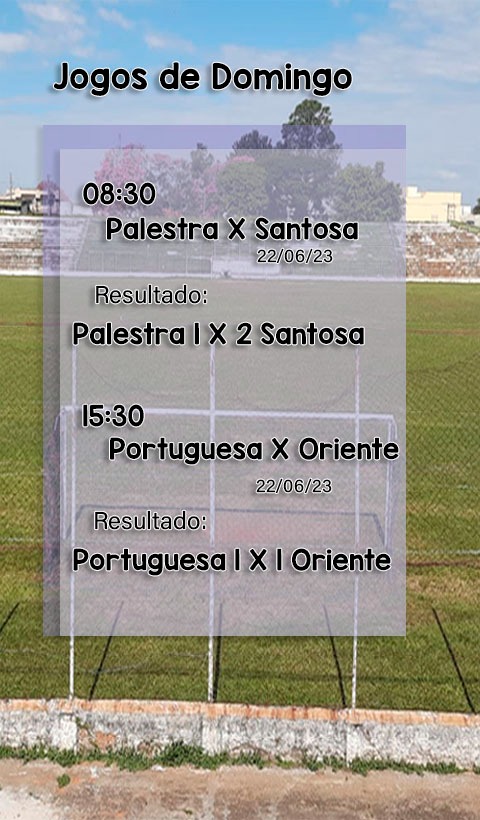 Jogos de Domingo
08:30
Palestra X Santosa
22/06/23
Resultado:
Palestra 1 X 2 Santosa
15:30
Portuguesa X Oriente
22/06/23
Resultado:
Portuguesa 1 X 1 Oriente